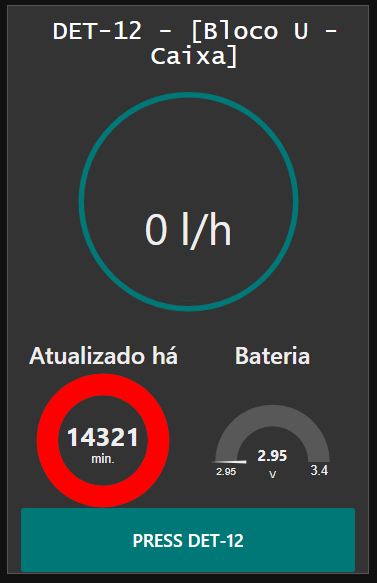 DET-12 - [Bloco U -
Caixa]
0 l/h
Atualizado há
Bateria
14321
min.
2.95
2.95
V
3.4
PRESS DET-12